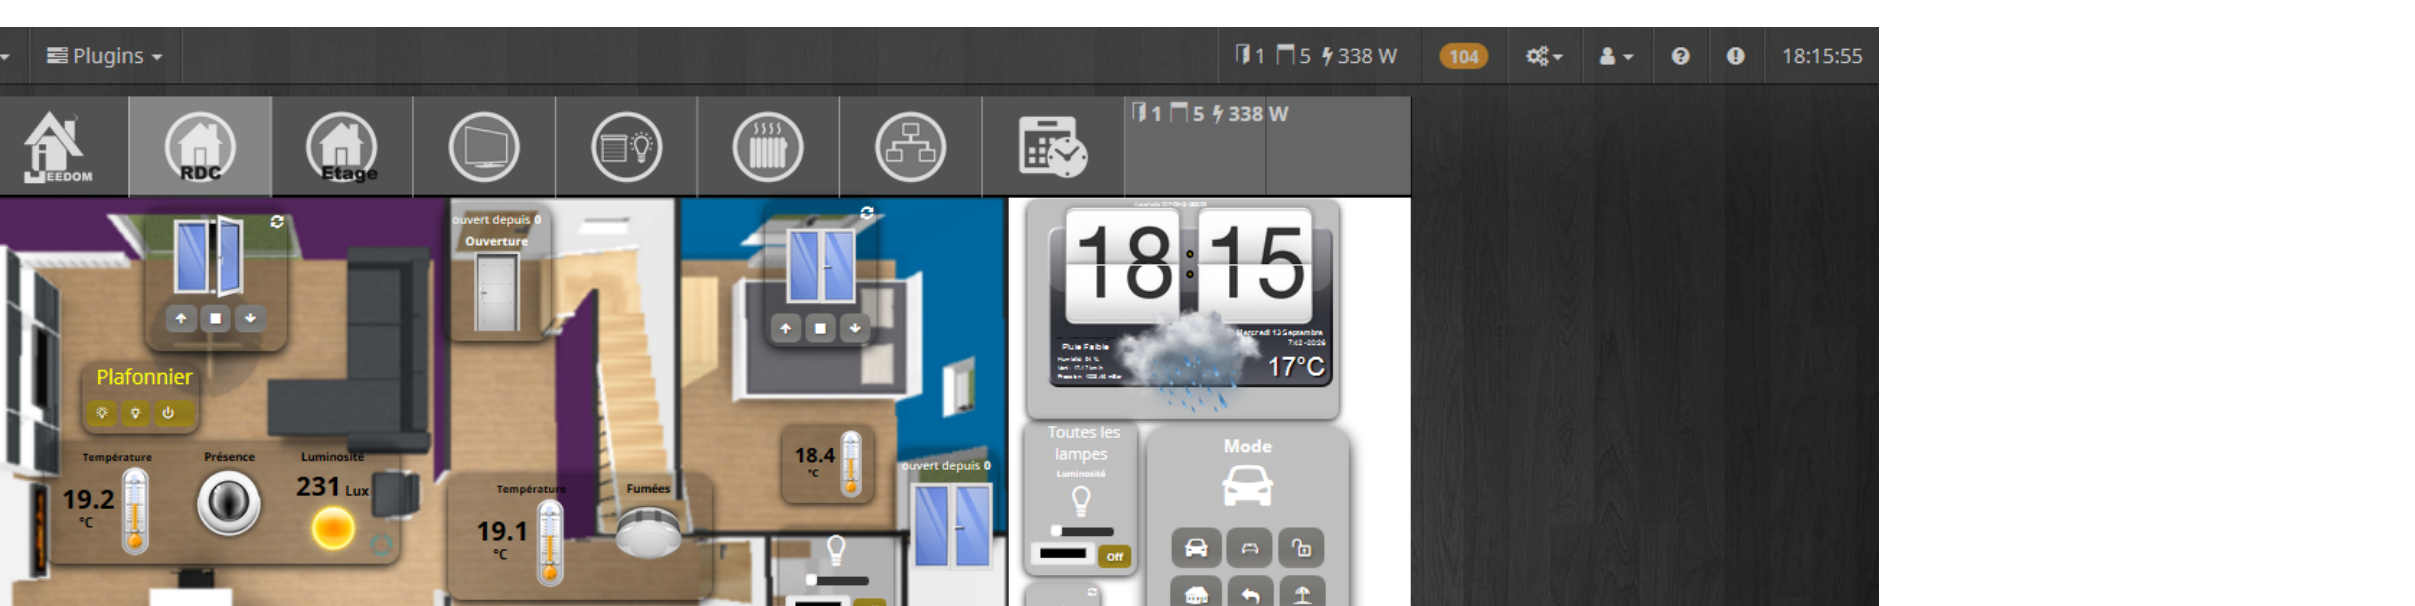 Plugins
1 5 338 W
104
18:15:55
JEEDOM
RDC
Etage
1 5 338 W
ouvert depuis 0
Ouverture
18:15
Mercredi 13 Septembre
Pluie Faible
17°C
Plafonnier
Toutes les
lampes
Luminosité
Off
Mode
Température
Présence
Luminosité
19.2
°C
231 Lux
Température
Fumées
19.1
°C
18.4
°C
ouvert depuis 0